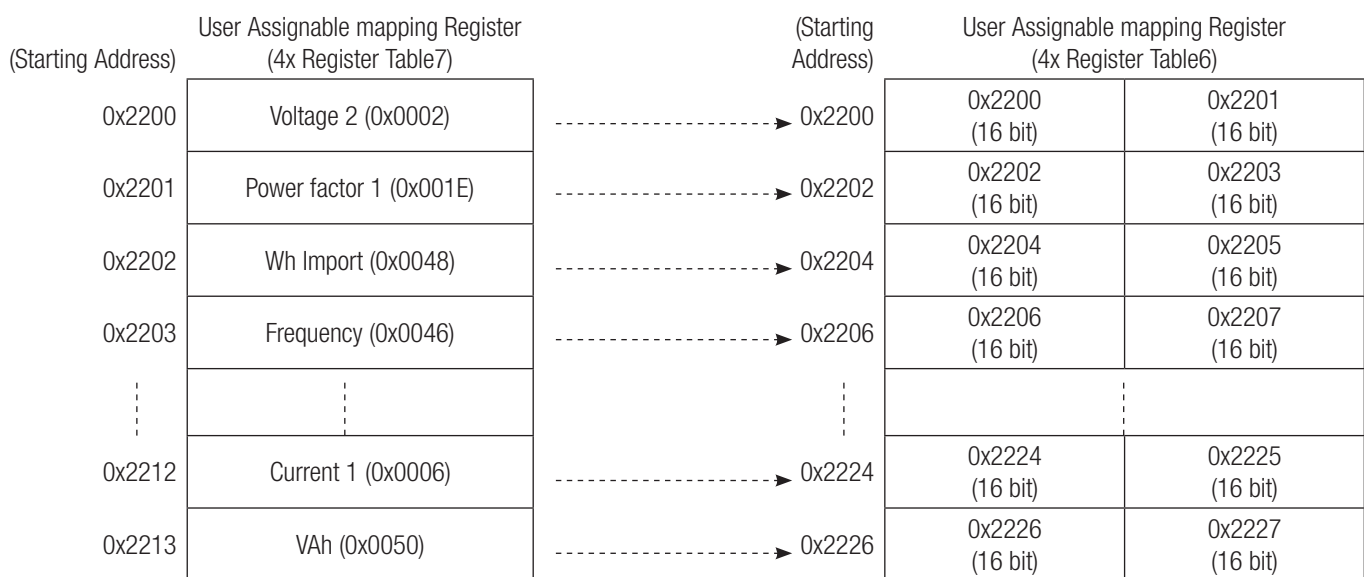 User Assignable mapping Register
(Starting Address)
(4x Register Table7)
(Starting
Address)
User Assignable mapping Register
(4x Register Table6)
0x2200
Voltage 2 (0x0002)
0x2200
0x2200
(16 bit)
0x2201
(16 bit)
0x2201
Power factor 1 (0x001E)
0x2202
0x2202
(16 bit)
0x2203
(16 bit)
0x2202
Wh Import (0x0048)
0x2204
0x2204
(16 bit)
0x2205
(16 bit)
0x2203
Frequency (0x0046)
0x2206
0x2206
(16 bit)
0x2207
(16 bit)
0x2212
Current 1 (0x0006)
0x2224
0x2224
(16 bit)
0x2225
(16 bit)
0x2213
VAh (0x0050)
0x2226
0x2226
(16 bit)
0x2227
(16 bit)